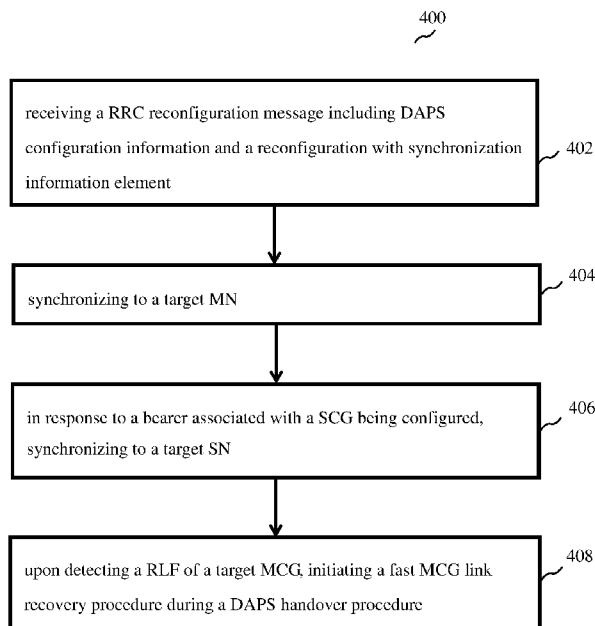 400
receiving a RRC reconfiguration message including DAPS
configuration information and a reconfiguration with synchronization
information element
402
synchronizing to a target MN
404
in response to a bearer associated with a SCG being configured,
synchronizing to a target SN
406
upon detecting a RLF of a target MCG, initiating a fast MCG link
recovery procedure during a DAPS handover procedure
408